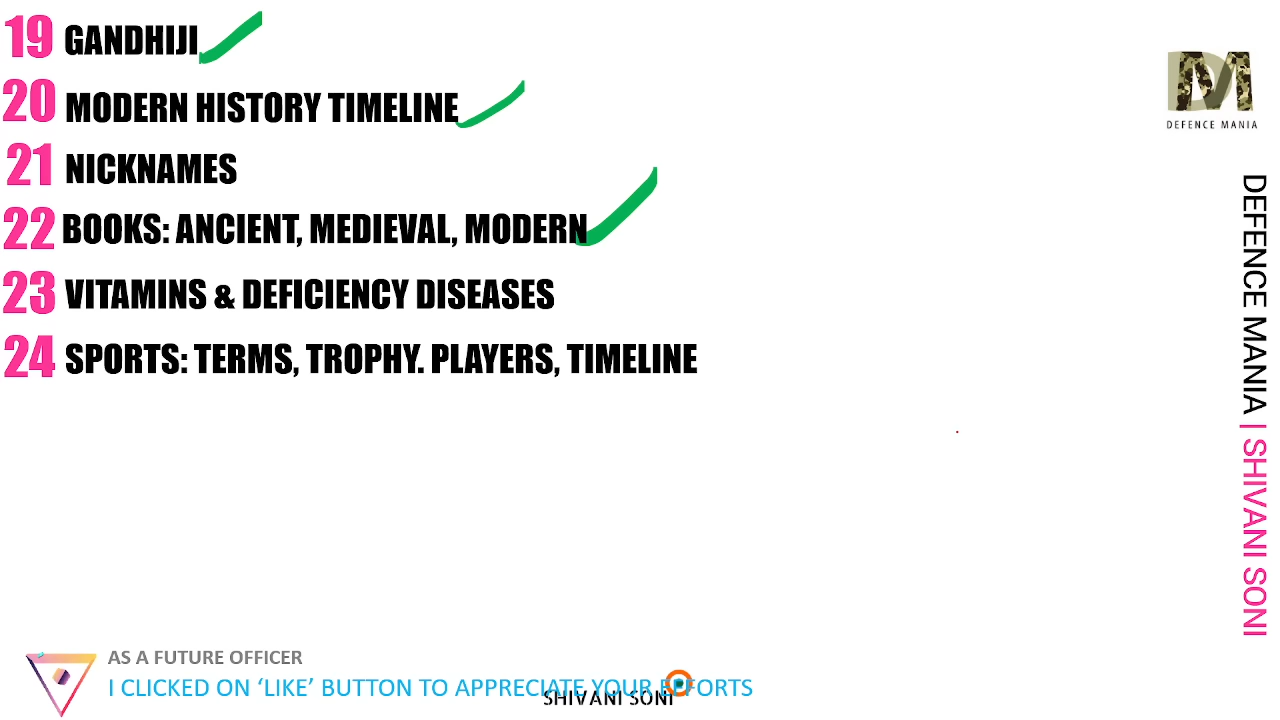 19 GANDHIJI
20 MODERN HISTORY TIMELINE
21 NICKNAMES
22 BOOKS: ANCIENT, MEDIEVAL, MODERN
23 VITAMINS & DEFICIENCY DISEASES
24 SPORTS: TERMS, TROPHY. PLAYERS, TIMELINE
DM
DEFENCE MANIA
DEFENCE MANIA | SHIVANI SONI
AS A FUTURE OFFICER
I CLICKED ON ‘LIKE’ BUTTON TO APPRECIATE YOUR EFFORTS
SHIVANI SONI